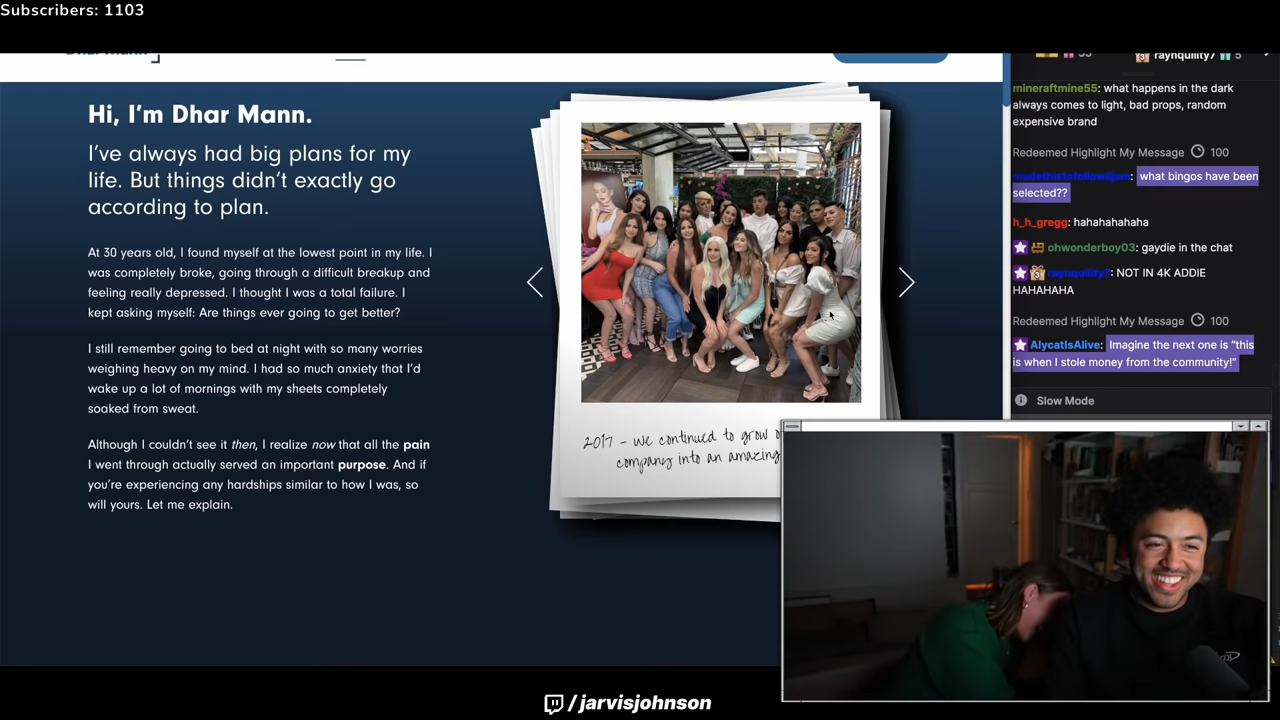 Subscribers: 1103
Dhar Mann
Hi, I'm Dhar Mann.
I've always had big plans for my
life. But things didn't exactly go
according to plan.
At 30 years old, I found myself at the lowest point in my life. I
was completely broke, going through a difficult breakup and
feeling really depressed. I thought I was a total failure. I
kept asking myself: Are things ever going to get better?
I still remember going to bed at night with so many worries
weighing heavy on my mind. I had so much anxiety that I'd
wake up a lot of mornings with my sheets completely
soaked from sweat.
Although I couldn't see it then, I realize now that all the pain
I went through actually served an important purpose. And if
you're experiencing any hardships similar to how I was, so
will yours. Let me explain.
2017 - we continued to grow
company into an amazing
raynquility7 5
mineraftmine55: what happens in the dark
always comes to light, bad props, random
expensive brand
Redeemed Highlight My Message 100
what bingos have been
selected??
h_h_gregg: hahahahahaha
ohwonderboy03: gaydie in the chat
raynquility7: NOT IN 4K ADDIE
HAHAHAHA
Redeemed Highlight My Message 100
AlycatIsAlive: Imagine the next one is "this
is when I stole money from the community!"
Slow Mode
/jarvisjohnson